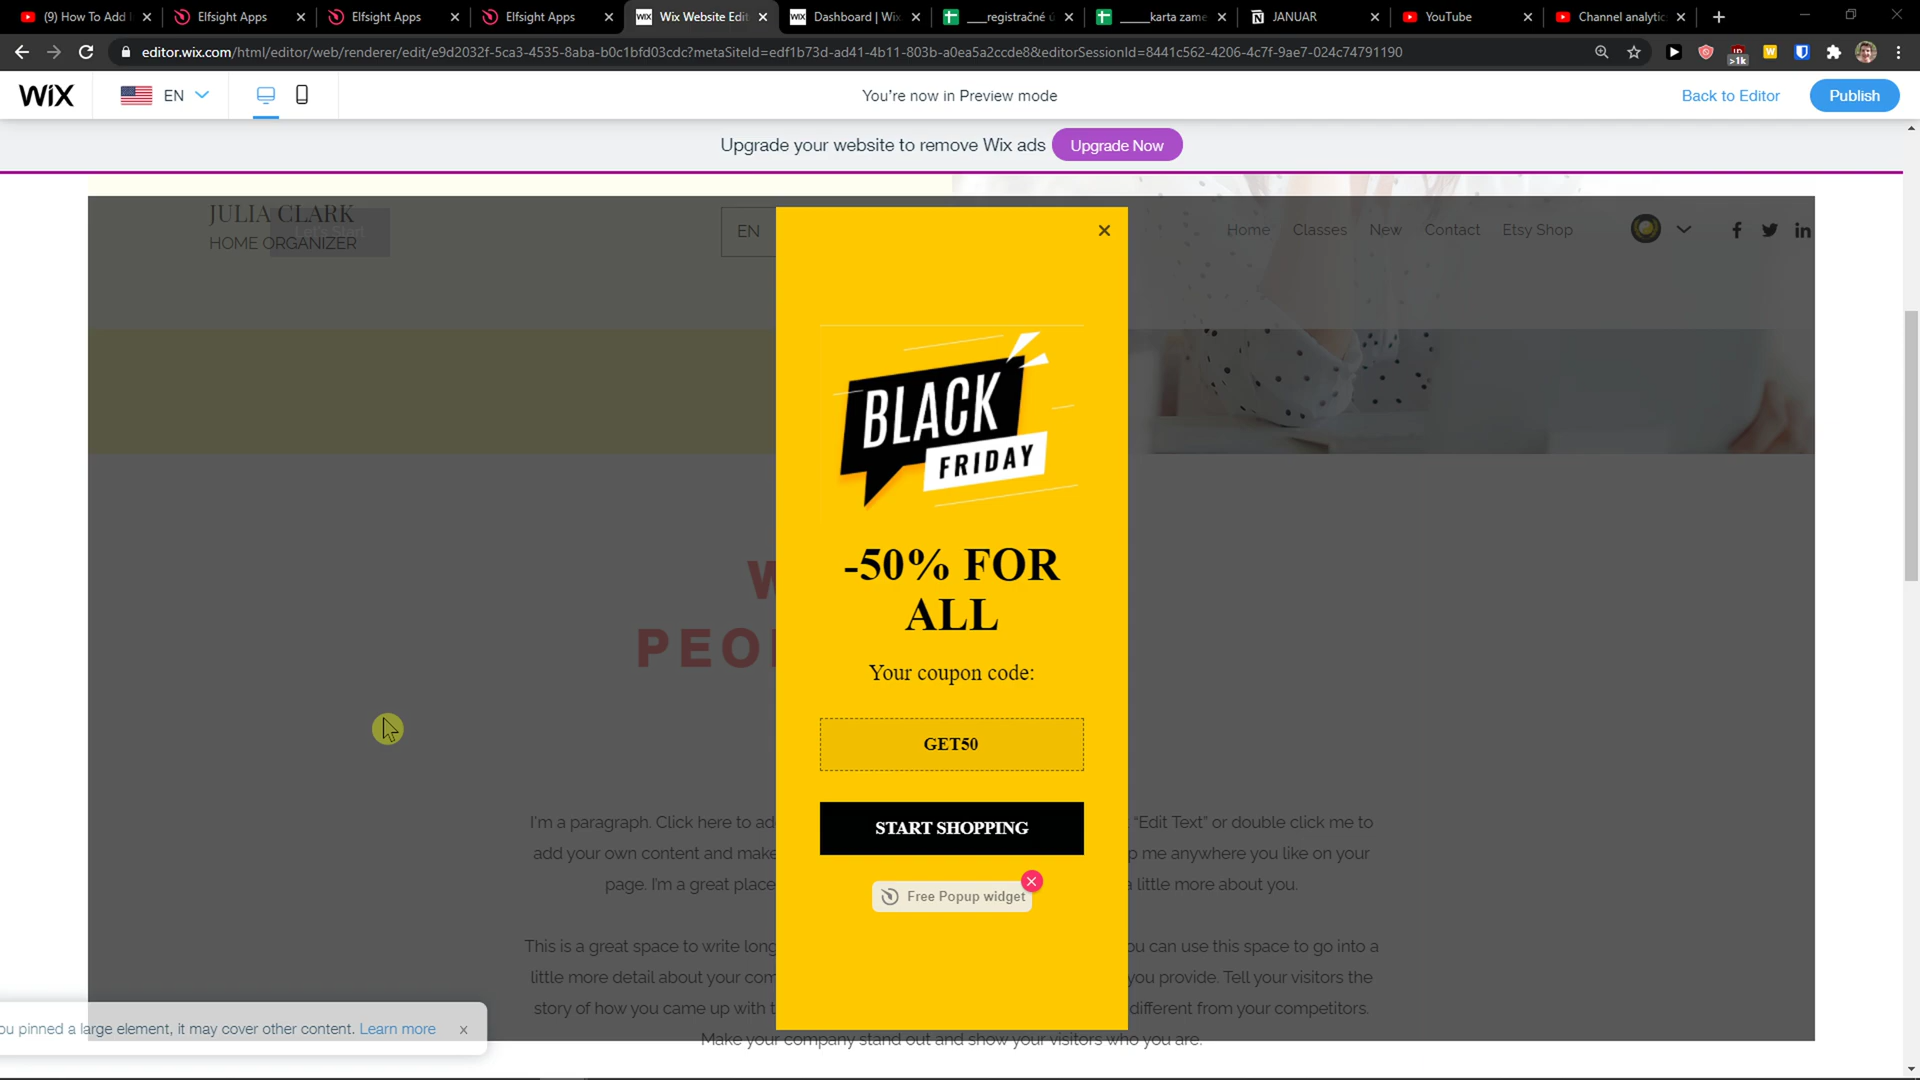 (9) How To Add
Elfsight Apps
Elfsight Apps
Elfsight Apps
Wix Website Edi
Dashboard | Wix
___registračné ú
____karta zame
JANUAR
YouTube
Channel analytic
editor.wix.com/html/editor/web/renderer/edit/e9d2032f-5ca3-4535-8aba-b0c1bfd03cdc?metaSiteId=edf1b73d-ad41-4b11-803b-a0ea5a2ccde8&editorSessionId=8441c562-4206-4c7f-9ae7-024c74791190
>1k
WiX
EN
You're now in Preview mode
Back to Editor
Publish
Upgrade your website to remove Wix ads
Upgrade Now
JULIA CLARK
Let's Start
HOME ORGANIZER
EN
Home
Classes
New
Contact
Etsy Shop
BLACK
FRIDAY
-50% FOR
ALL
Your coupon code:
GET50
START SHOPPING
Free Popup widget
W
PEO
I'm a paragraph. Click here to ad
"Edit Text" or double click me to
add your own content and make
p me anywhere you like on your
page. I'm a great place
a little more about you.
This is a great space to write long
ou can use this space to go into a
little more detail about your com
you provide. Tell your visitors the
story of how you came up with t
different from your competitors.
Make your company stand out and show your visitors who you are.
ou pinned a large element, it may cover other content. Learn more